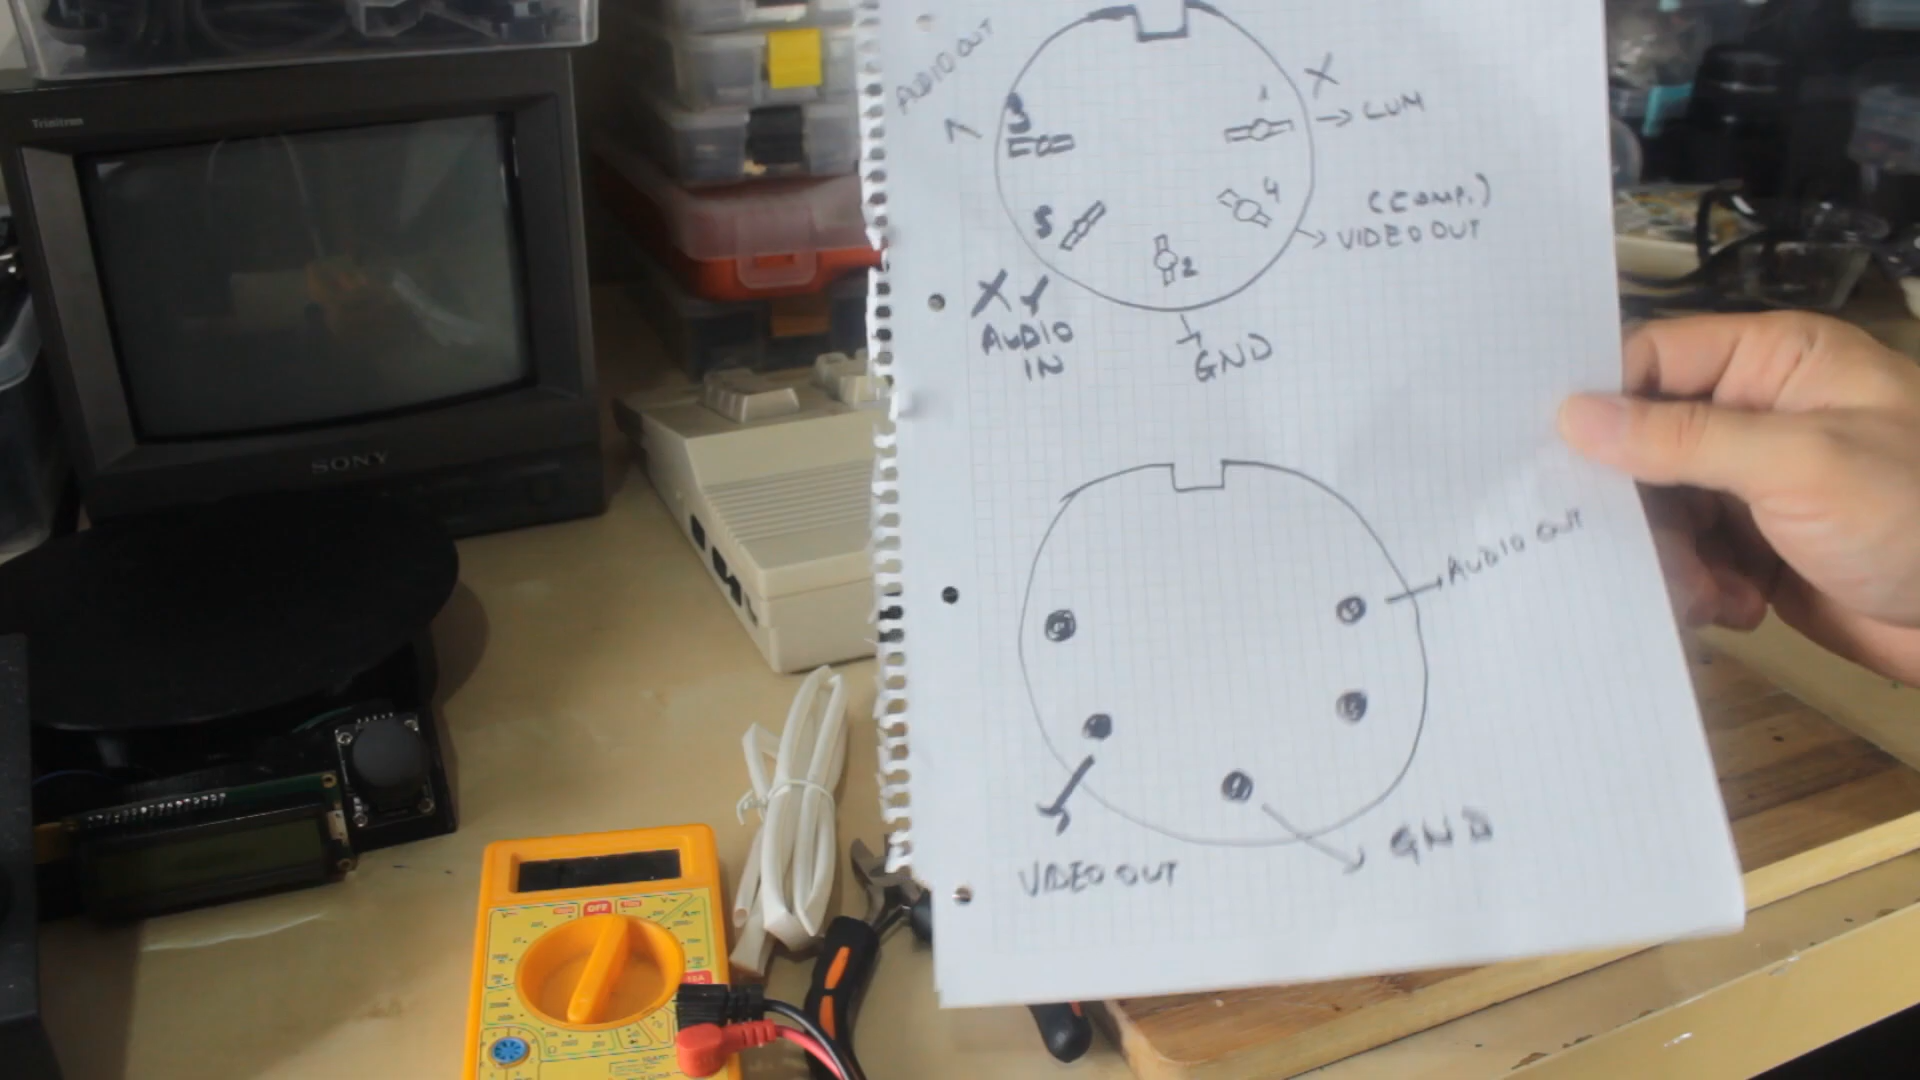 Trinitron
SONY
AUDIO OUT
3
1
X
LUM
4
(COMP.)
VIDEO OUT
5
2
X
AUDIO
IN
GND
AUDIO OUT
GND
VIDEO OUT
OFF